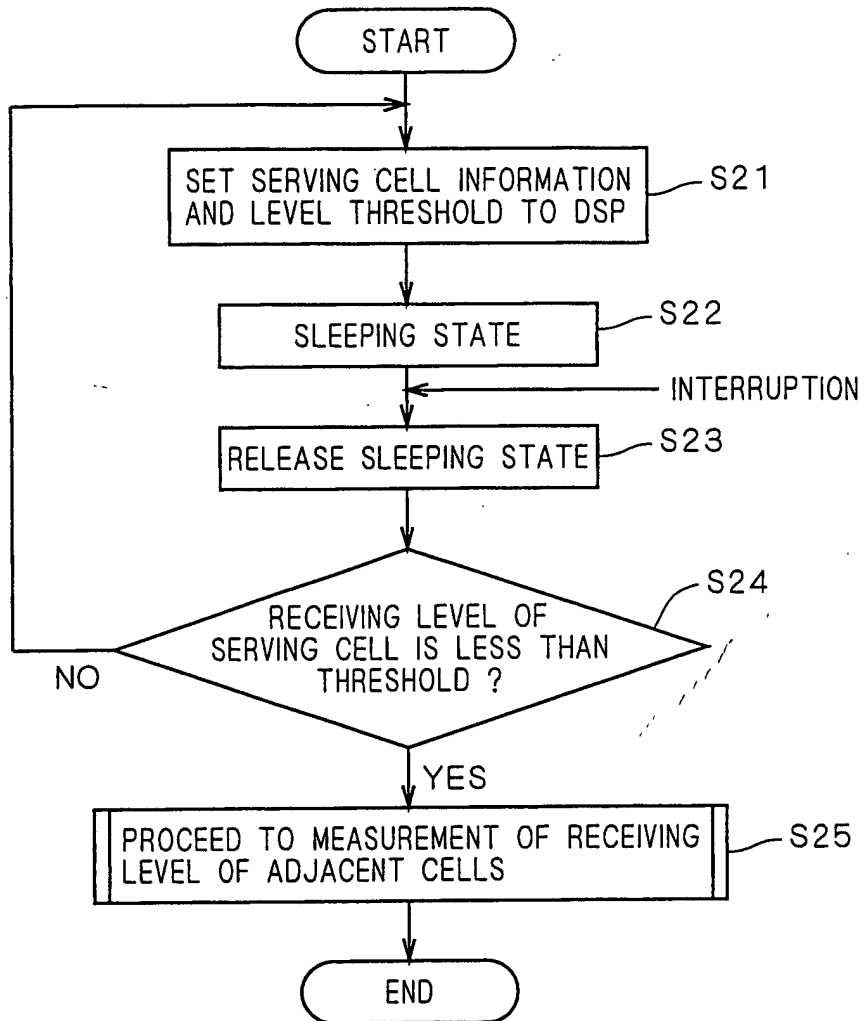 START
SET SERVING CELL INFORMATION
AND LEVEL THRESHOLD TO DSP
S21
SLEEPING STATE
S22
INTERRUPTION
RELEASE SLEEPING STATE
S23
RECEIVING LEVEL OF
SERVING CELL IS LESS THAN
THRESHOLD ?
S24
NO
YES
PROCEED TO MEASUREMENT OF RECEIVING
LEVEL OF ADJACENT CELLS
S25
END